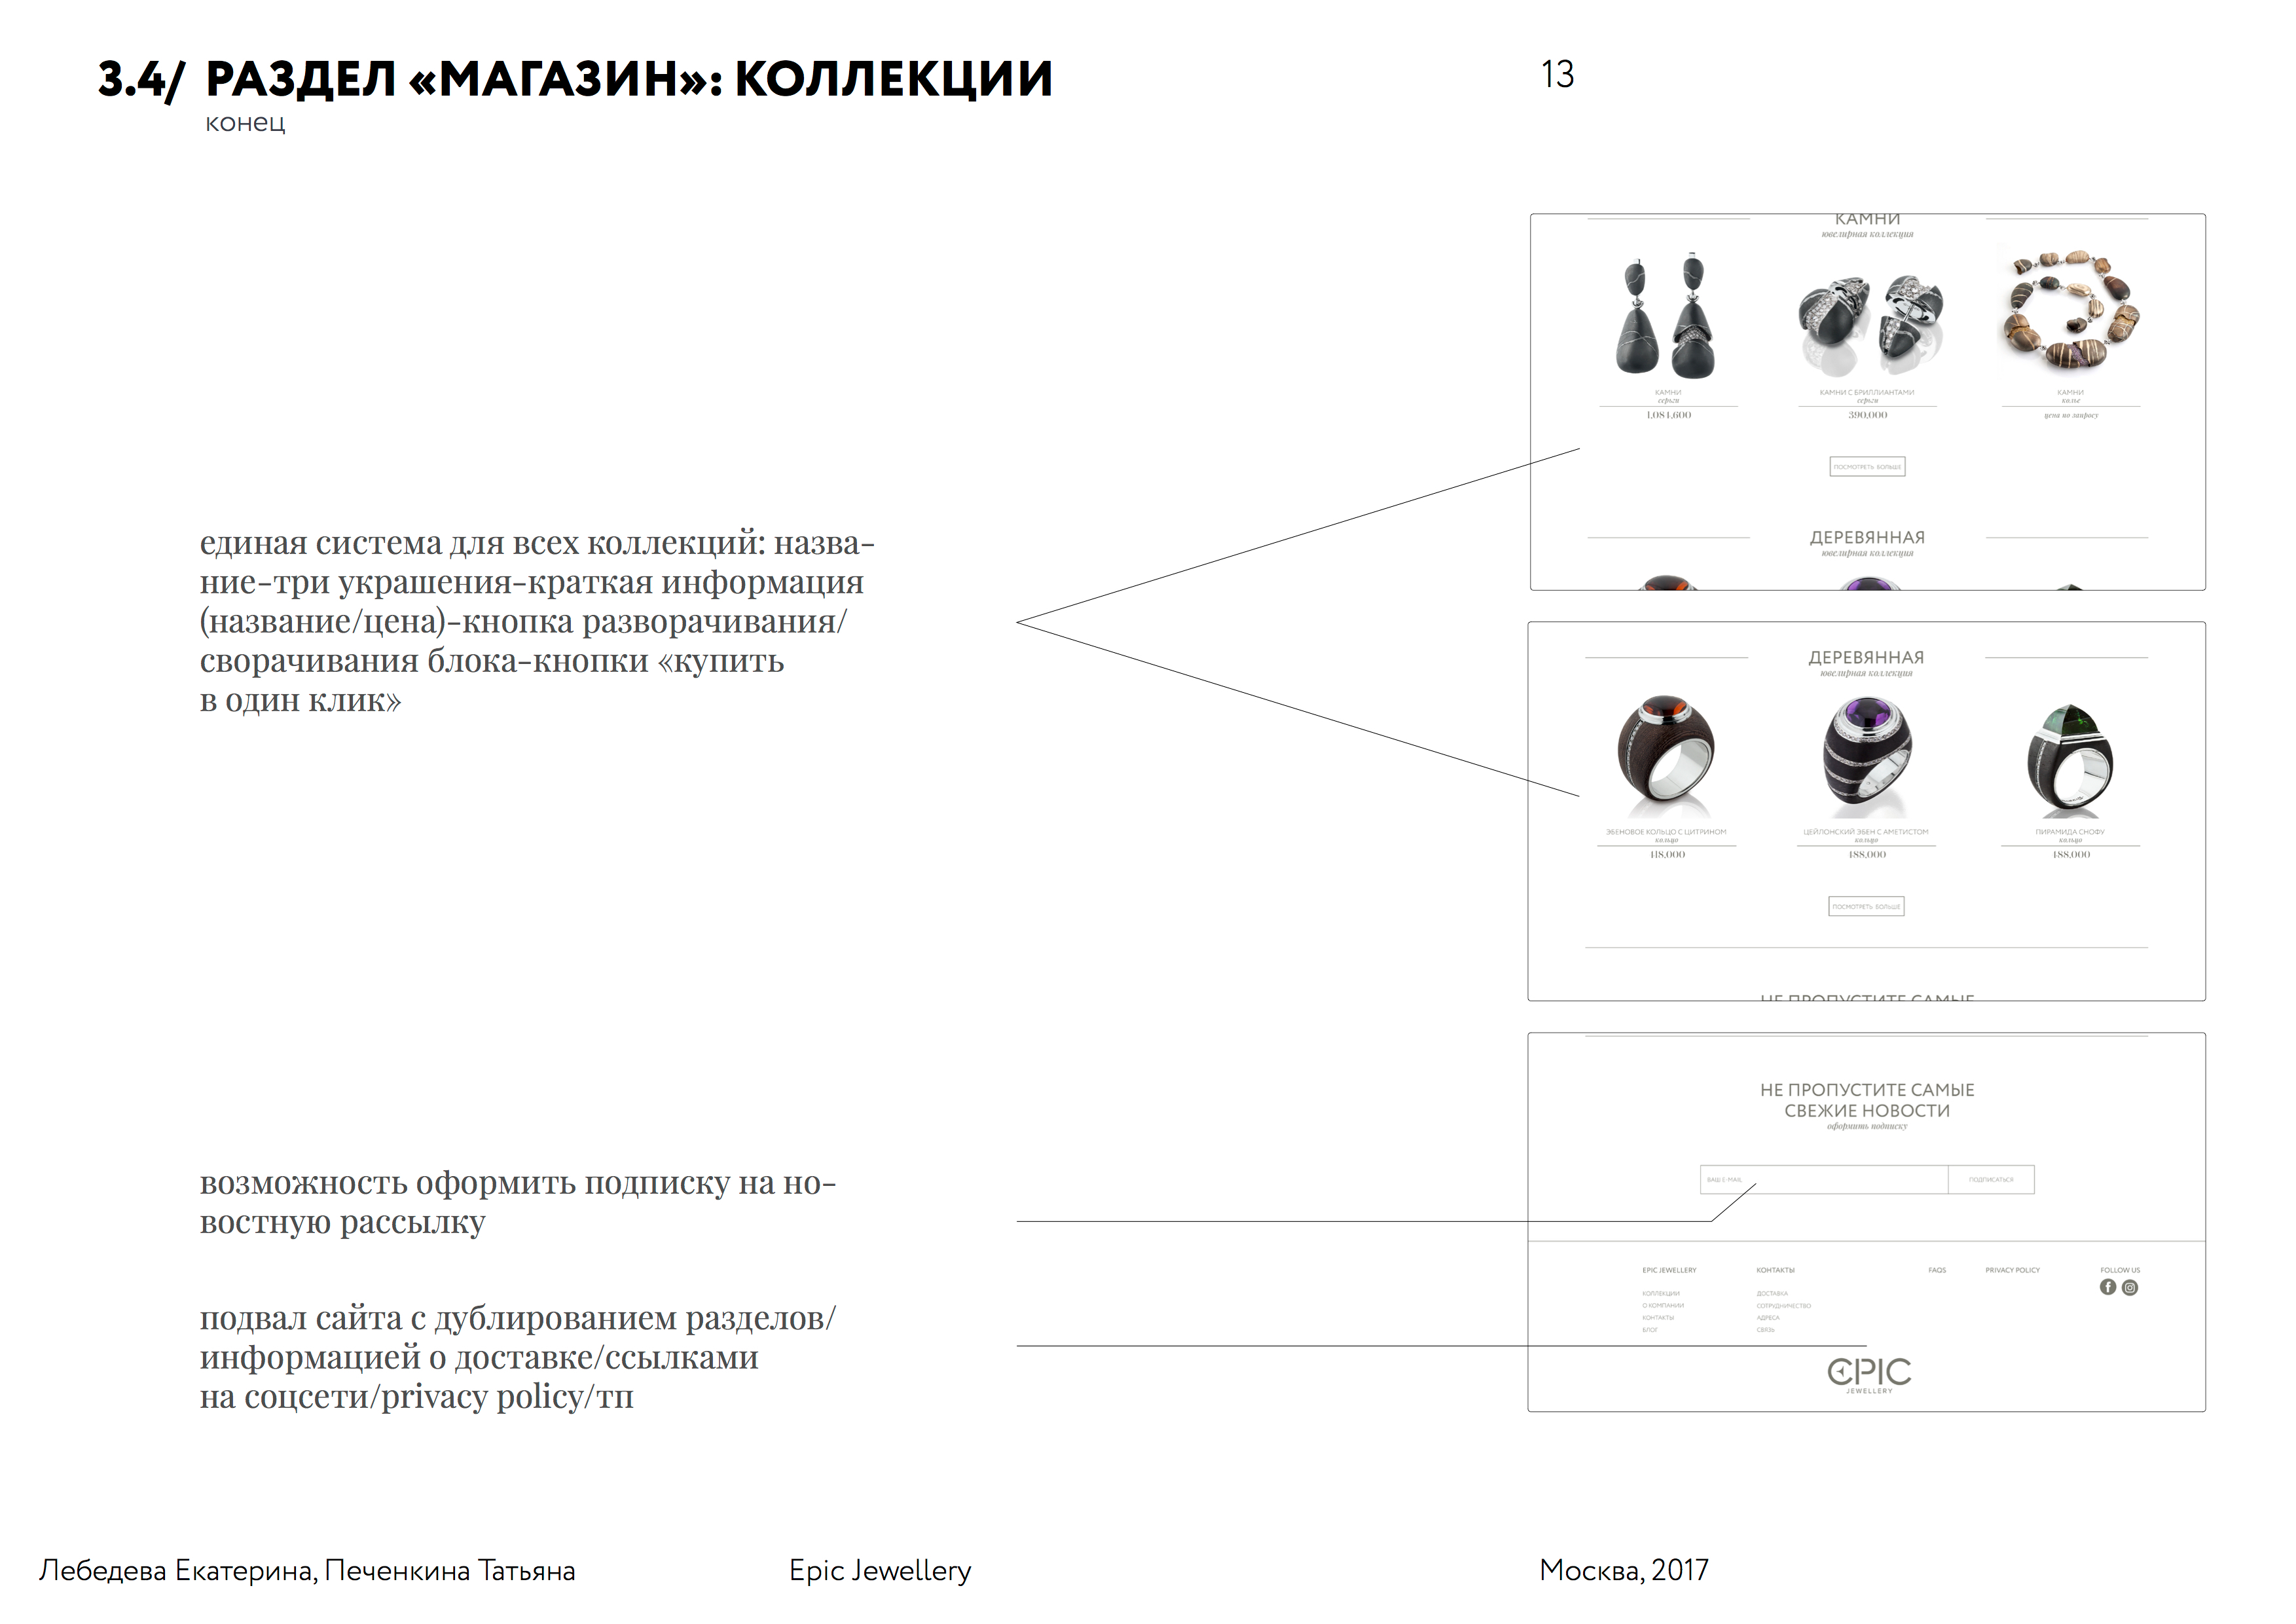 3.4/ РАЗДЕЛ «МАГАЗИН»: КОЛЛЕКЦИИ
конец
13
единая система для всех коллекций: назва-
ние-три украшения-краткая информация
(название/цена)-кнопка разворачивания/
сворачивания блока-кнопки «купить
в один клик»
возможность оформить подписку на но-
востную рассылку
подвал сайта с дублированием разделов/
информацией о доставке/ссылками
на соцсети/privacy policy/тп
КАМНИ
ювелирная коллекция
КАМНИ
серьги
1,084,600
КАМНИ С БРИЛЛИАНТАМИ
серьги
390,000
КАМНИ
колье
цена по запросу
ПОСМОТРЕТЬ БОЛЬШЕ
ДЕРЕВЯННАЯ
ювелирная коллекция
ДЕРЕВЯННАЯ
ювелирная коллекция
ЭБЕНОВОЕ КОЛЬЦО С ЦИТРИНОМ
кольцо
118,000
ЦЕЙЛОНСКИЙ ЭБЕН С АМЕТИСТОМ
кольцо
188,000
ПИРАМИДА СНОФУ
кольцо
188,000
ПОСМОТРЕТЬ БОЛЬШЕ
НЕ ПРОПУСТИТЕ САМЫЕ
НЕ ПРОПУСТИТЕ САМЫЕ
СВЕЖИЕ НОВОСТИ
оформить подписку
ВАШ E-MAIL
ПОДПИСАТЬСЯ
EPIC JEWELLERY
КОЛЛЕКЦИИ
О КОМПАНИИ
КОНТАКТЫ
БЛОГ
КОНТАКТЫ
ДОСТАВКА
СОТРУДНИЧЕСТВО
АДРЕСА
СВЯЗЬ
FAQS
PRIVACY POLICY
FOLLOW US
EPIC
JEWELLERY
Лебедева Екатерина, Печенкина Татьяна
Epic Jewellery
Москва, 2017